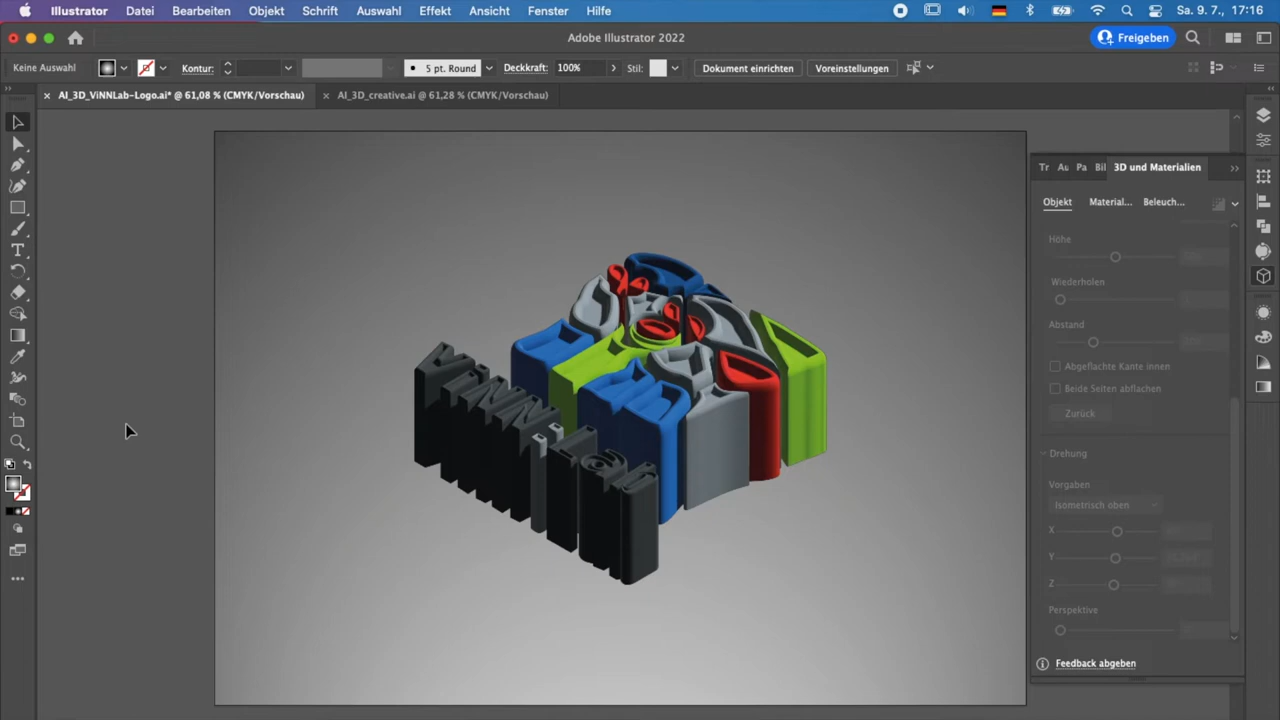 Illustrator Datei Bearbeiten Objekt Schrift Auswahl Effekt Ansicht Fenster Hilfe Sa. 9. 7., 17:16
Adobe Illustrator 2022 Freigeben
Keine Auswahl Kontur: 5 pt. Round Deckkraft: 100% Stil: Dokument einrichten Voreinstellungen
AI_3D_ViNNLab-Logo.ai* @ 61,08 % (CMYK/Vorschau) AI_3D_creative.ai @ 61,28 % (CMYK/Vorschau)
Tr Au Pa Bil 3D und Materialien
Objekt Material... Beleuch...
Höhe
Wiederholen
Abstand
Abgeflachte Kante innen
Beide Seiten abflachen
Zurück
Drehung
Vorgaben
Isometrisch oben
X
Y
Z
Perspektive
Feedback abgeben
ViNN:Lab